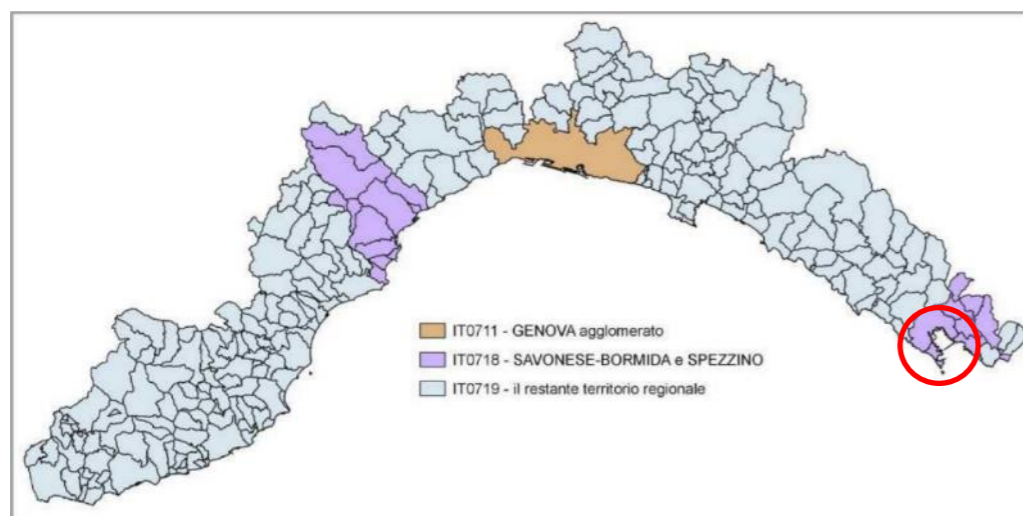 IT0711 - GENOVA agglomerato
IT0718 - SAVONESE-BORMIDA e SPEZZINO
IT0719 - il restante territorio regionale